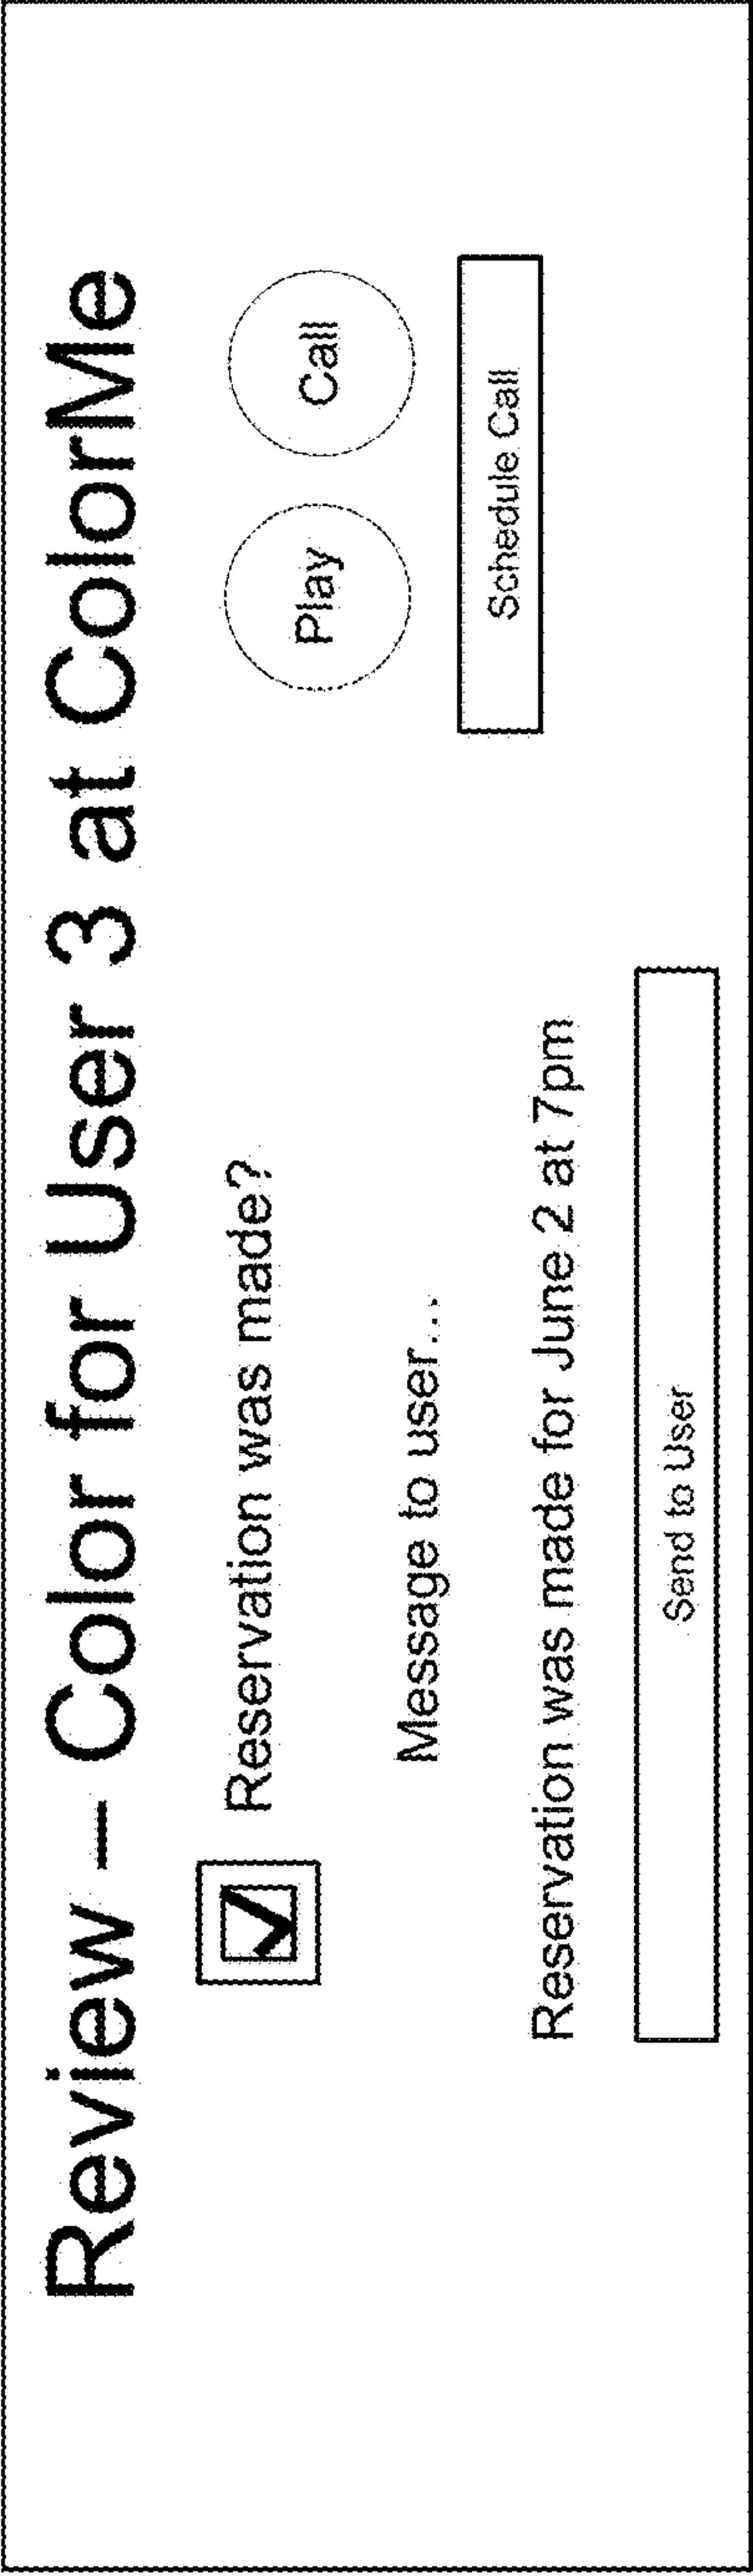 Review – Color for User 3 at ColorMe
Reservation was made?
Play
Call
Message to user...
Schedule Call
Reservation was made for June 2 at 7pm
Send to User